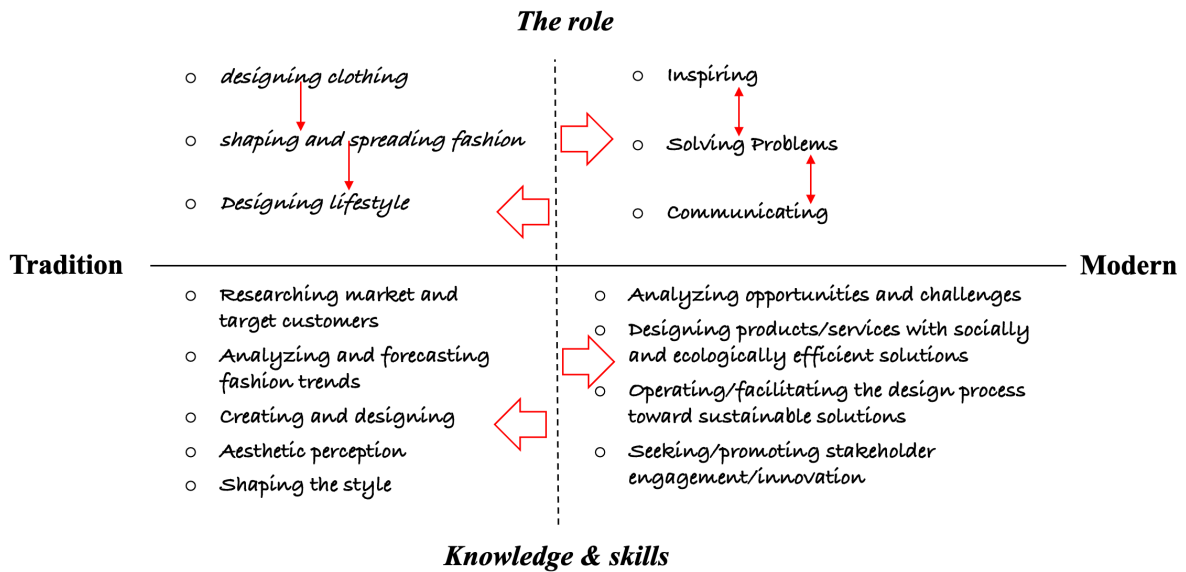 The role
designing clothing
shaping and spreading fashion
Designing lifestyle
Inspiring
Solving Problems
Communicating
Tradition
Modern
Researching market and
target customers
Analyzing and forecasting
fashion trends
Creating and designing
Aesthetic perception
Shaping the style
Analyzing opportunities and challenges
Designing products/services with socially
and ecologically efficient solutions
Operating/facilitating the design process
toward sustainable solutions
Seeking/promoting stakeholder
engagement/innovation
Knowledge & skills